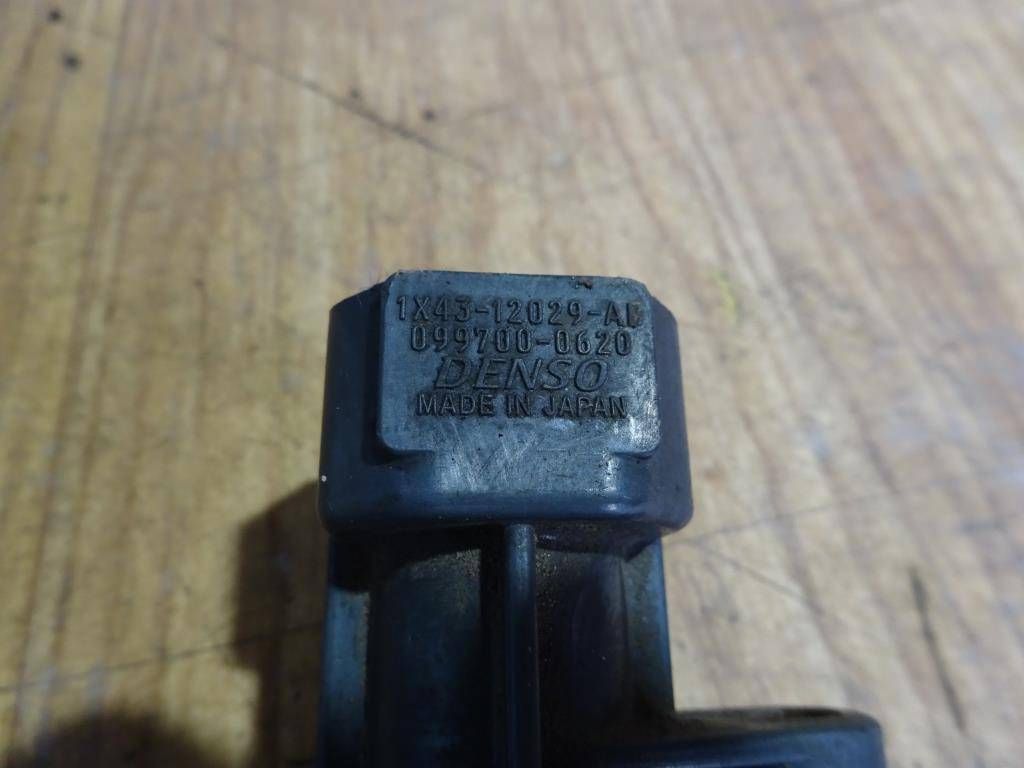 1X43-12029-AB
099700-0620
DENSO
MADE IN JAPAN